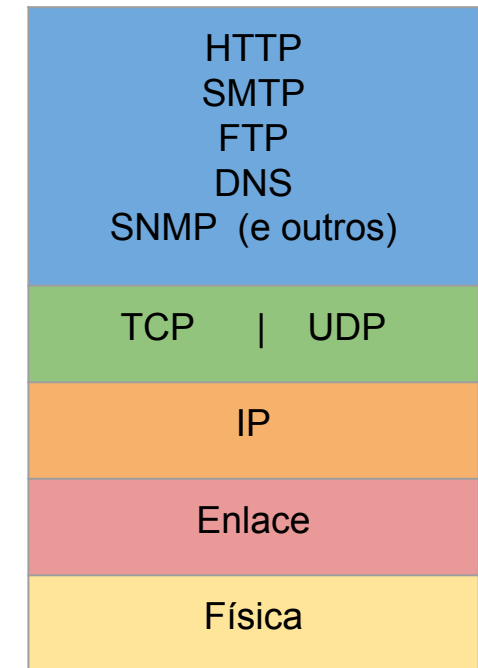 HTTP
SMTP
FTP
DNS
SNMP (e outros)
TCP | UDP
IP
Enlace
Física